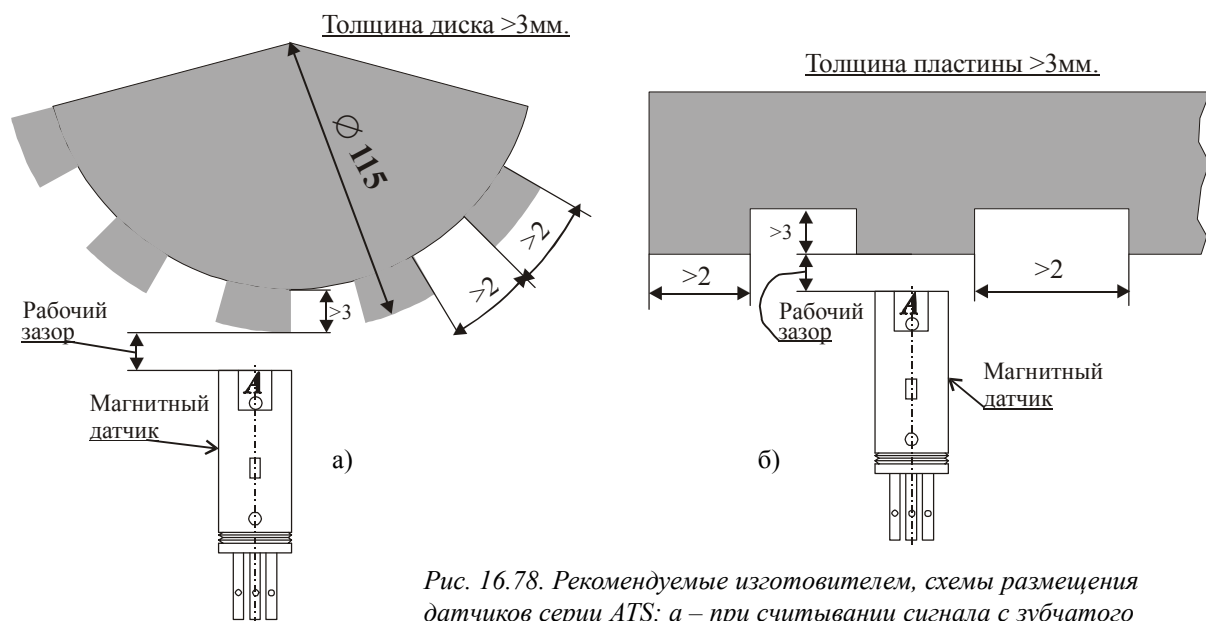 Толщина диска >3мм.
Ø 115
>2
>2
>3
Рабочий
зазор
A
Магнитный
датчик
а)
Толщина пластины >3мм.
>3
>2
>2
Рабочий
зазор
A
Магнитный
датчик
б)
Рис. 16.78. Рекомендуемые изготовителем, схемы размещения
датчиков серии ATS: а – при считывании сигнала с зубчатого